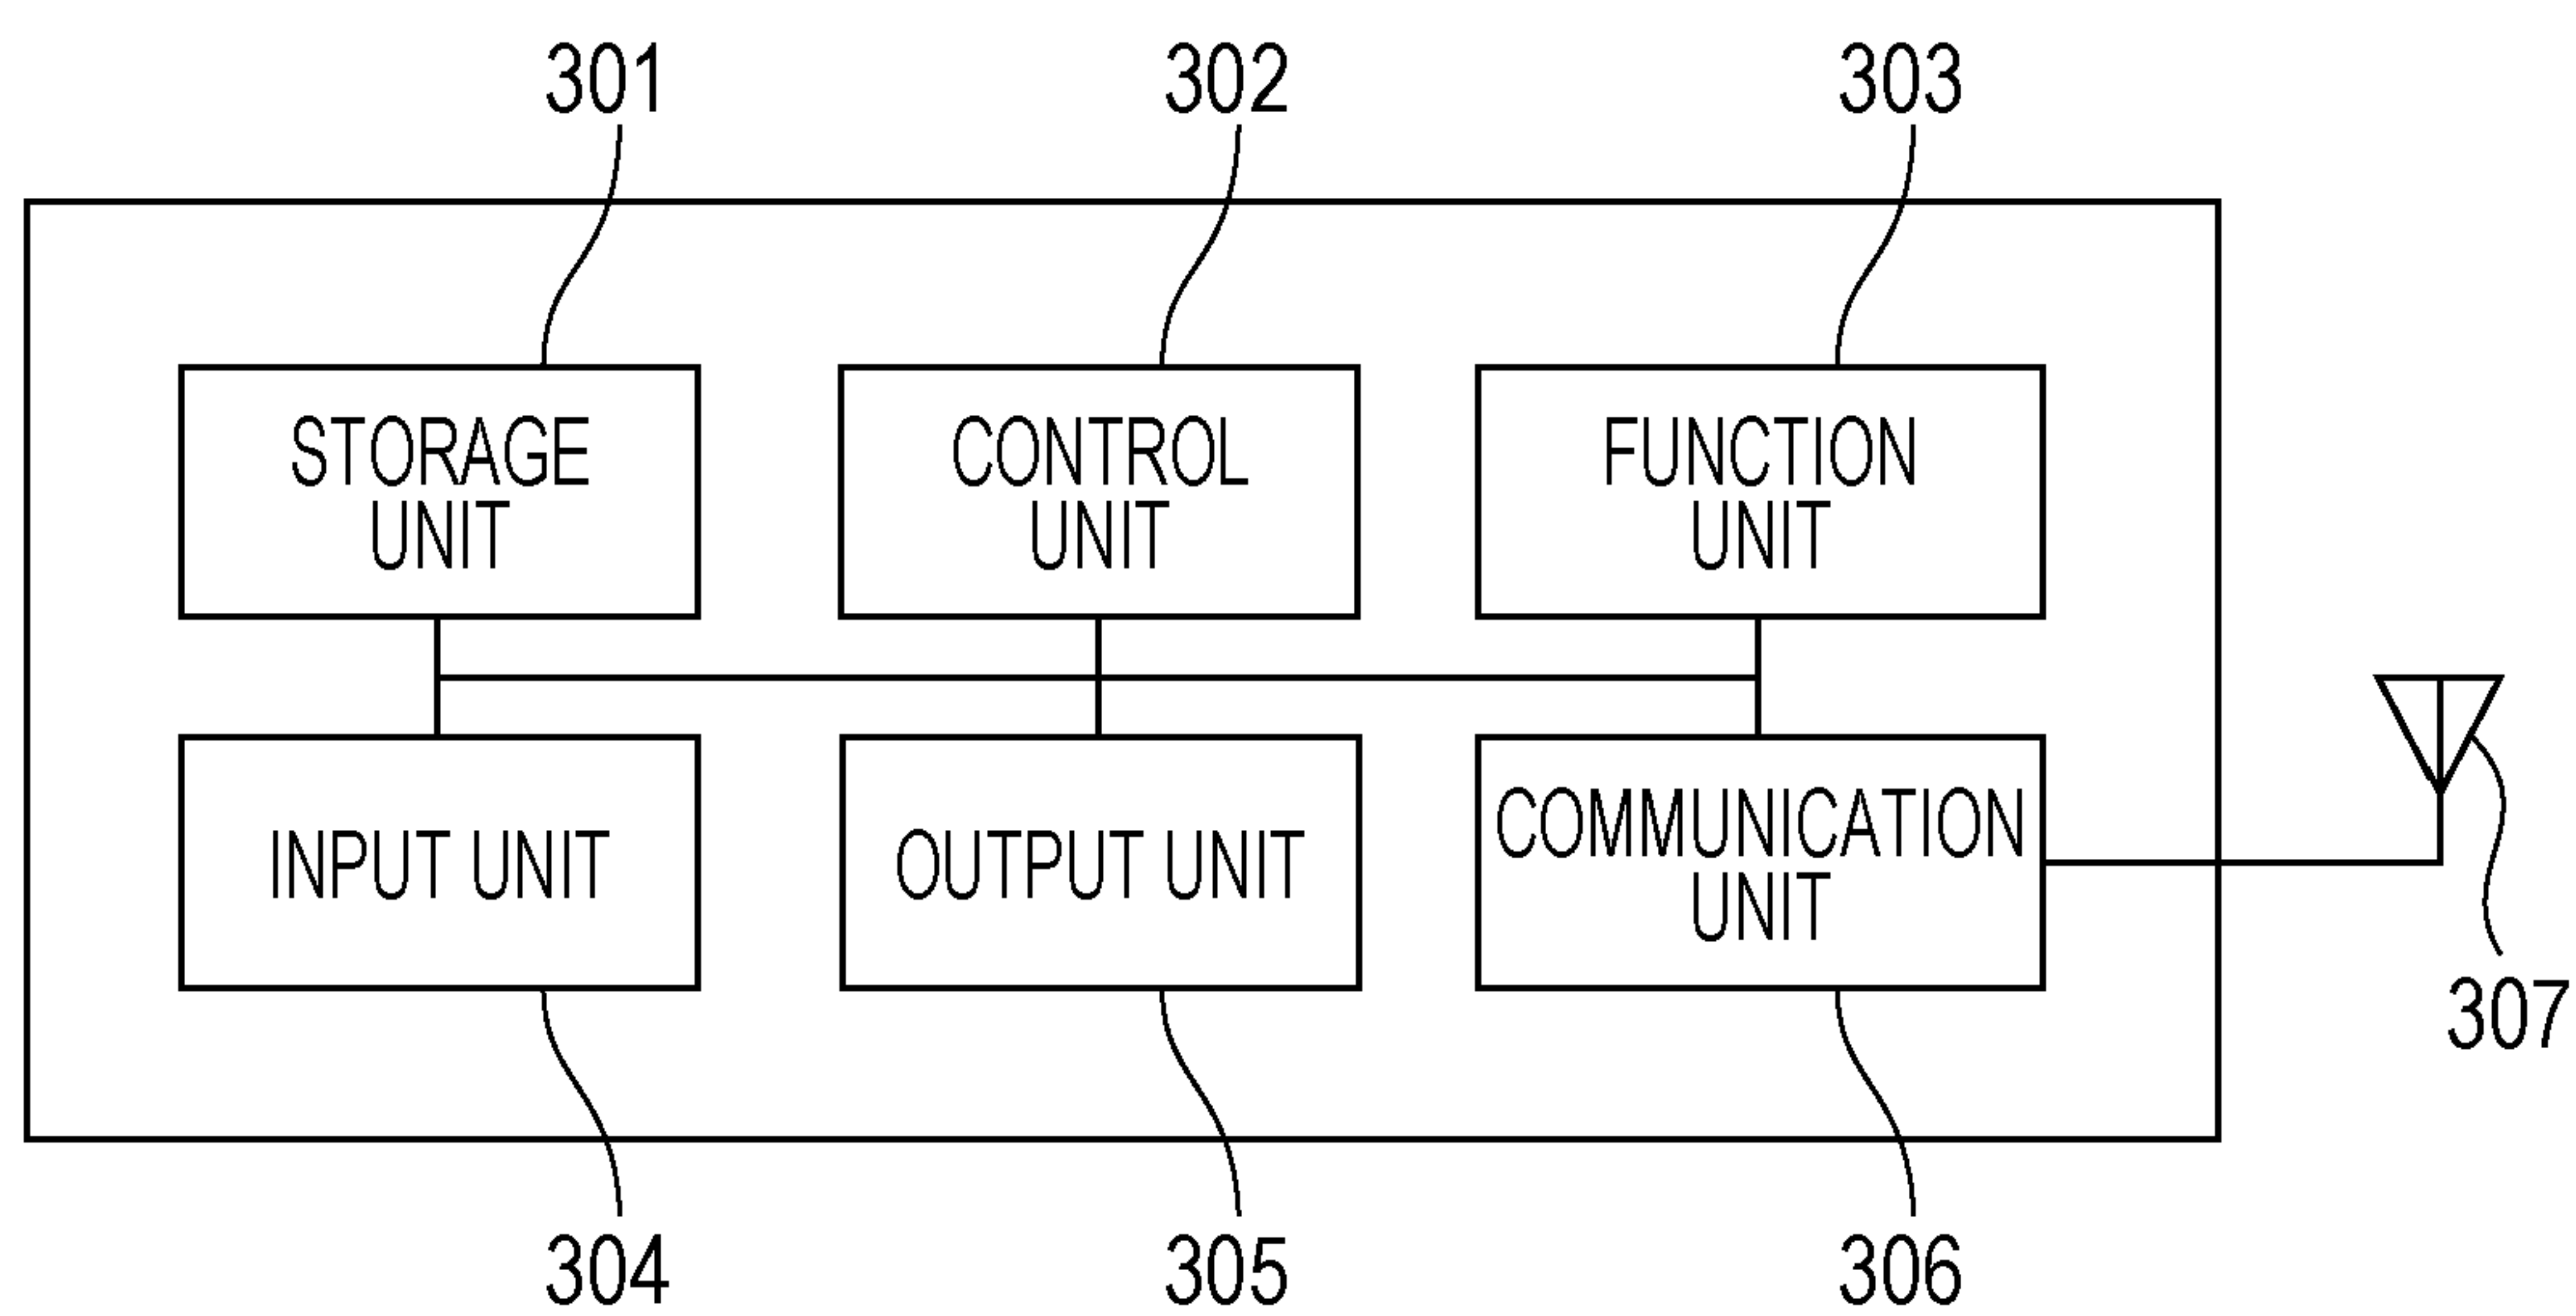 301
302
303
STORAGE
UNIT
CONTROL
UNIT
FUNCTION
UNIT
INPUT UNIT
OUTPUT UNIT
COMMUNICATION
UNIT
307
304
305
306